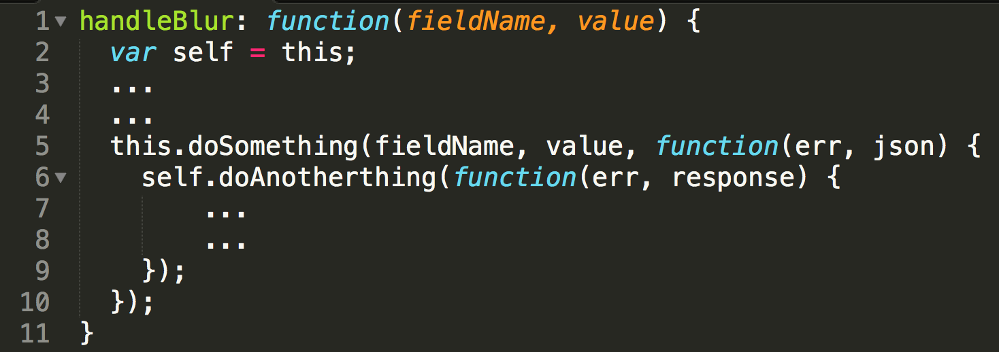 1 handleBlur: function(fieldName, value) {
2 var self = this;
3 ...
4 ...
5 this.doSomething(fieldName, value, function(err, json) {
6 self.doAnotherthing(function(err, response) {
7 ...
8 ...
9 });
10 });
11 }